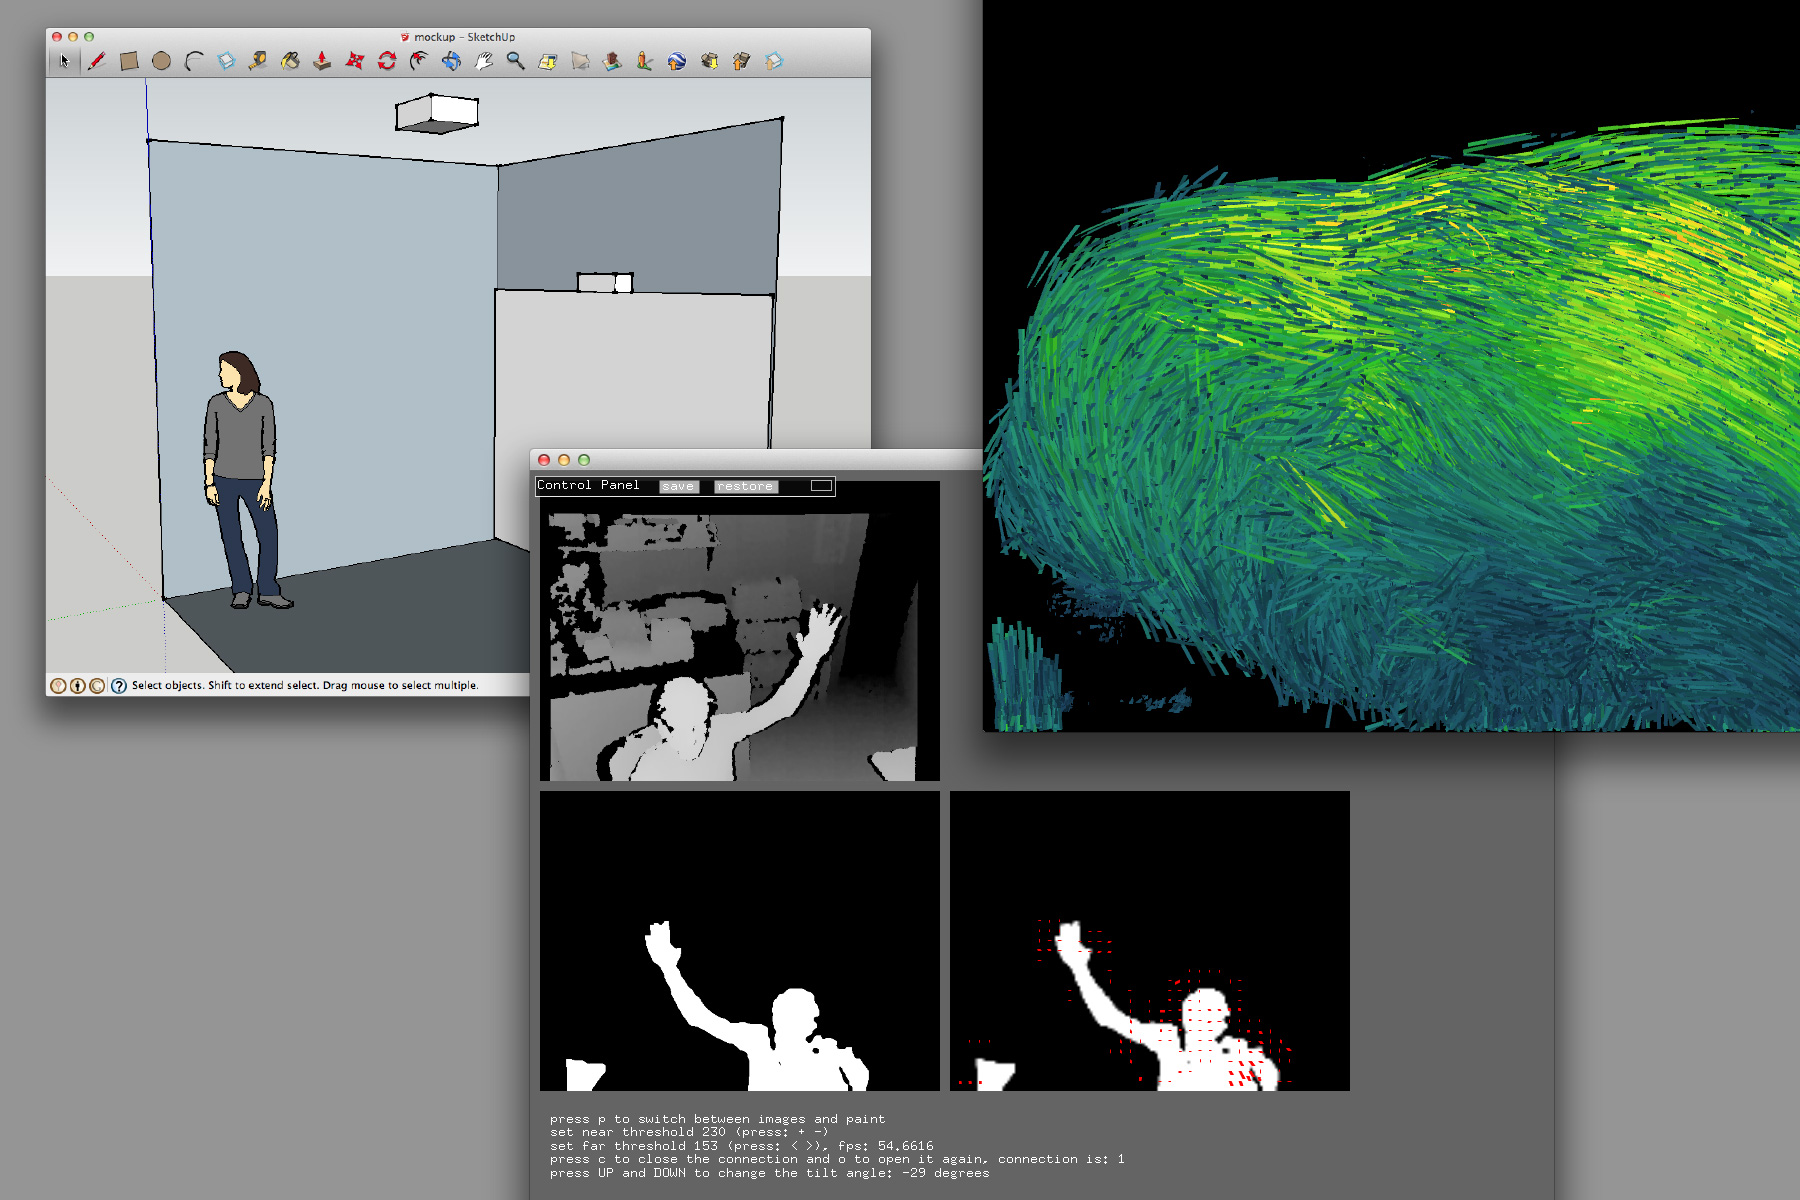 mockup - SketchUp
Select objects. Shift to extend select. Drag mouse to select multiple.
Control Panel save restore
press p to switch between images and paint
set near threshold 230 (press: + -)
set far threshold 153 (press: < >), fps: 54.6616
press c to close the connection and o to open it again, connection is: 1
press UP and DOWN to change the tilt angle: -29 degrees